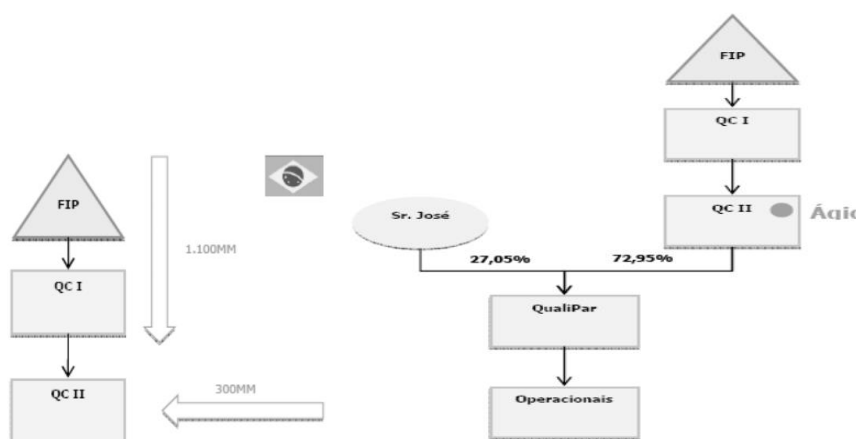 FIP
QC I
QC II
1.100MM
300MM
FIP
QC I
QC II
Ágio
Sr. José
27,05%
72,95%
QualiPar
Operacionais